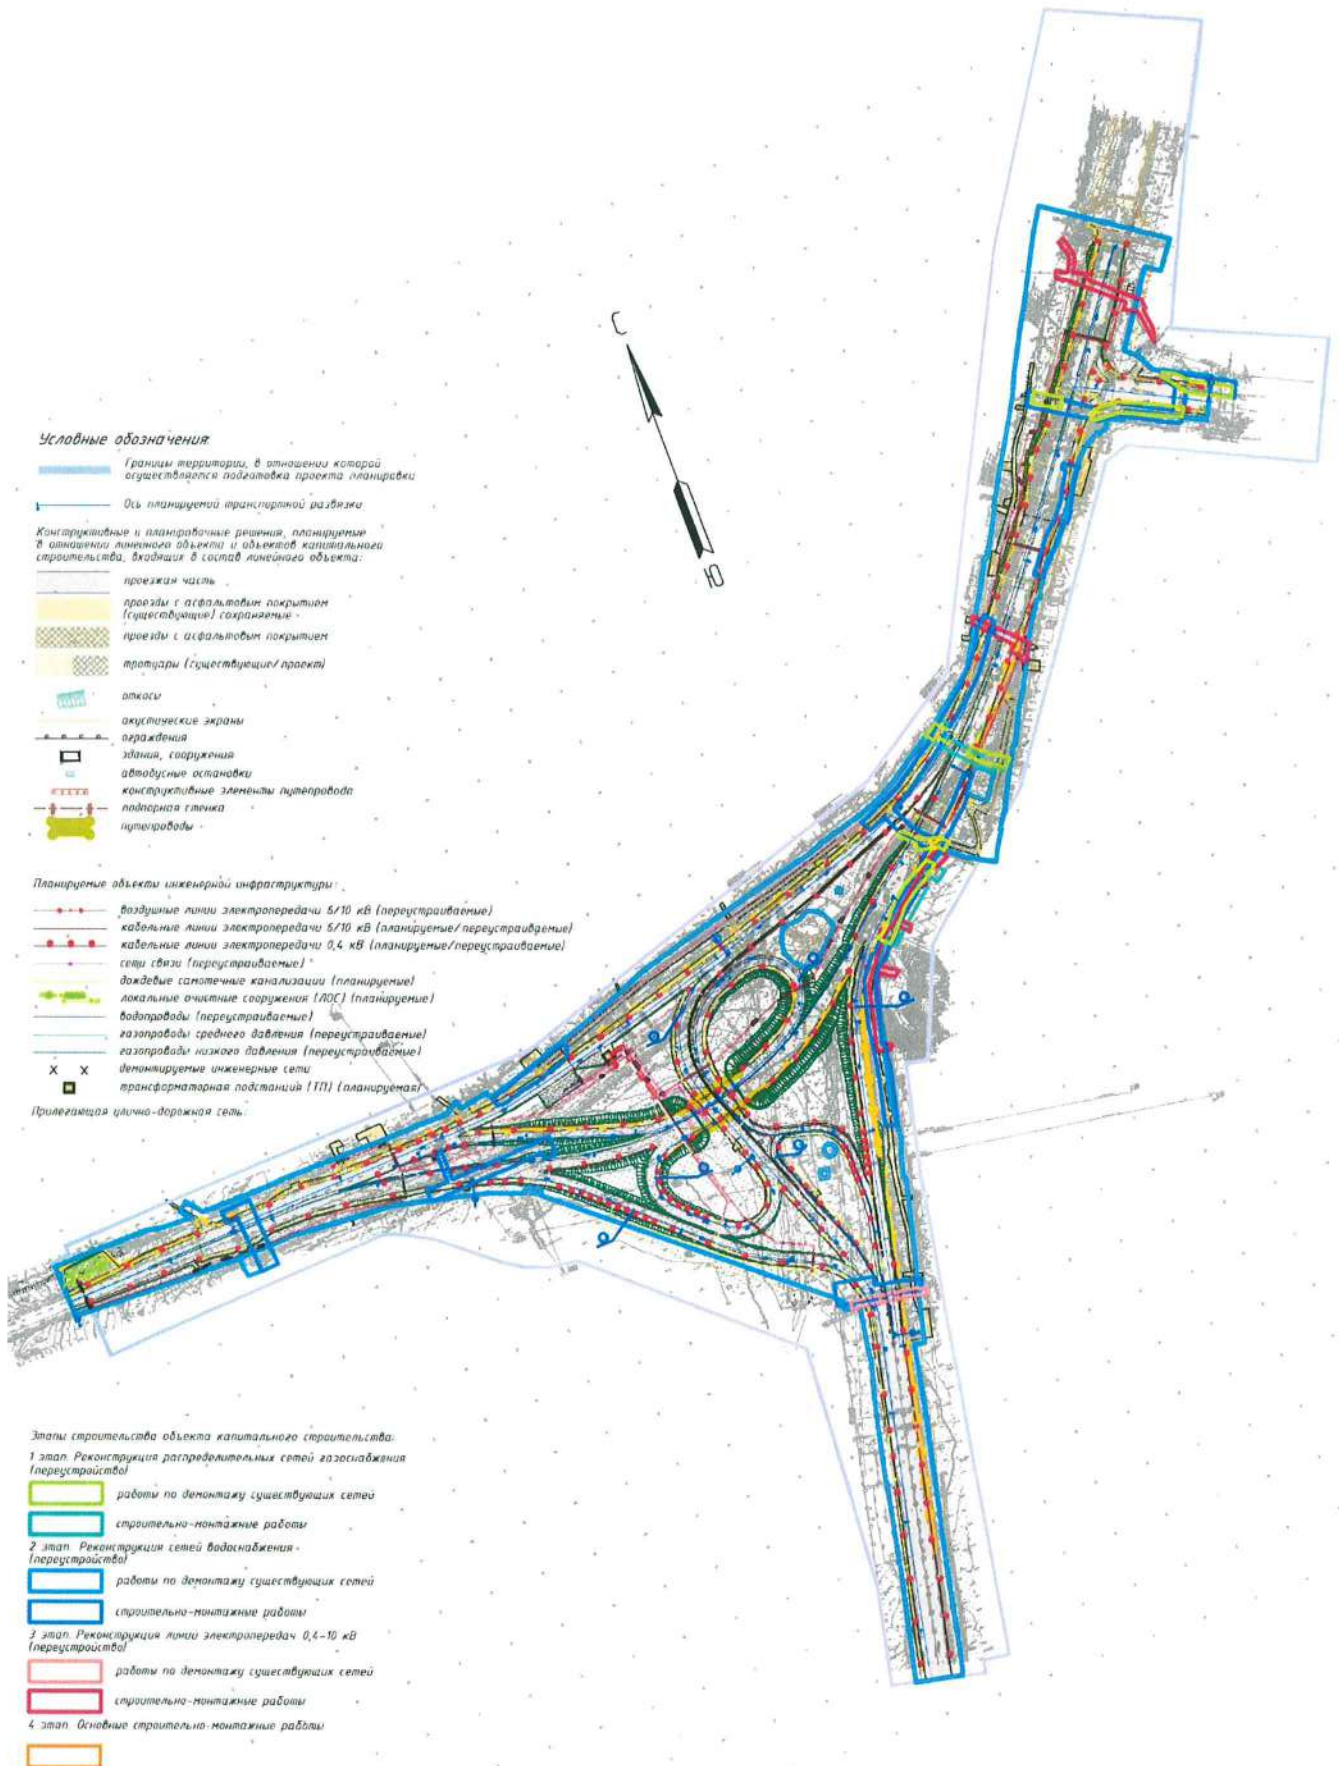 С
Ю
Условные обозначения:
Границы территории, в отношении которой
осуществляется подготовка проекта планировки
Ось планируемой транспортной развязки
Конструктивные и планировочные решения, планируемые
в отношении линейного объекта и объектов капитального
строительства, входящих в состав линейного объекта:
проезжая часть
проезды с асфальтовым покрытием
(существующие) сохраняемые
проезды с асфальтовым покрытием
тротуары (существующие/проект)
откосы
акустические экраны
ограждения
здания, сооружения
автобусные остановки
конструктивные элементы путепровода
подпорная стенка
путепроводы
Планируемые объекты инженерной инфраструктуры:
воздушные линии электропередачи 6/10 кВ (переустраиваемые)
кабельные линии электропередачи 6/10 кВ (планируемые/переустраиваемые)
кабельные линии электропередачи 0,4 кВ (планируемые/переустраиваемые)
сети связи (переустраиваемые)
дождевые самотечные канализации (планируемые)
локальные очистные сооружения (ЛОС) (планируемые)
водопроводы (переустраиваемые)
газопроводы среднего давления (переустраиваемые)
газопроводы низкого давления (переустраиваемые)
х х демонтируемые инженерные сети
трансформаторная подстанция (ТП) (планируемая)
Прилегающая улично-дорожная сеть:
Этапы строительства объекта капитального строительства:
1 этап. Реконструкция распределительных сетей газоснабжения
(переустройство)
работы по демонтажу существующих сетей
строительно-монтажные работы
2 этап. Реконструкция сетей водоснабжения
(переустройство)
работы по демонтажу существующих сетей
строительно-монтажные работы
3 этап. Реконструкция линии электропередач 0,4-10 кВ
(переустройство)
работы по демонтажу существующих сетей
строительно-монтажные работы
4 этап. Основные строительно-монтажные работы